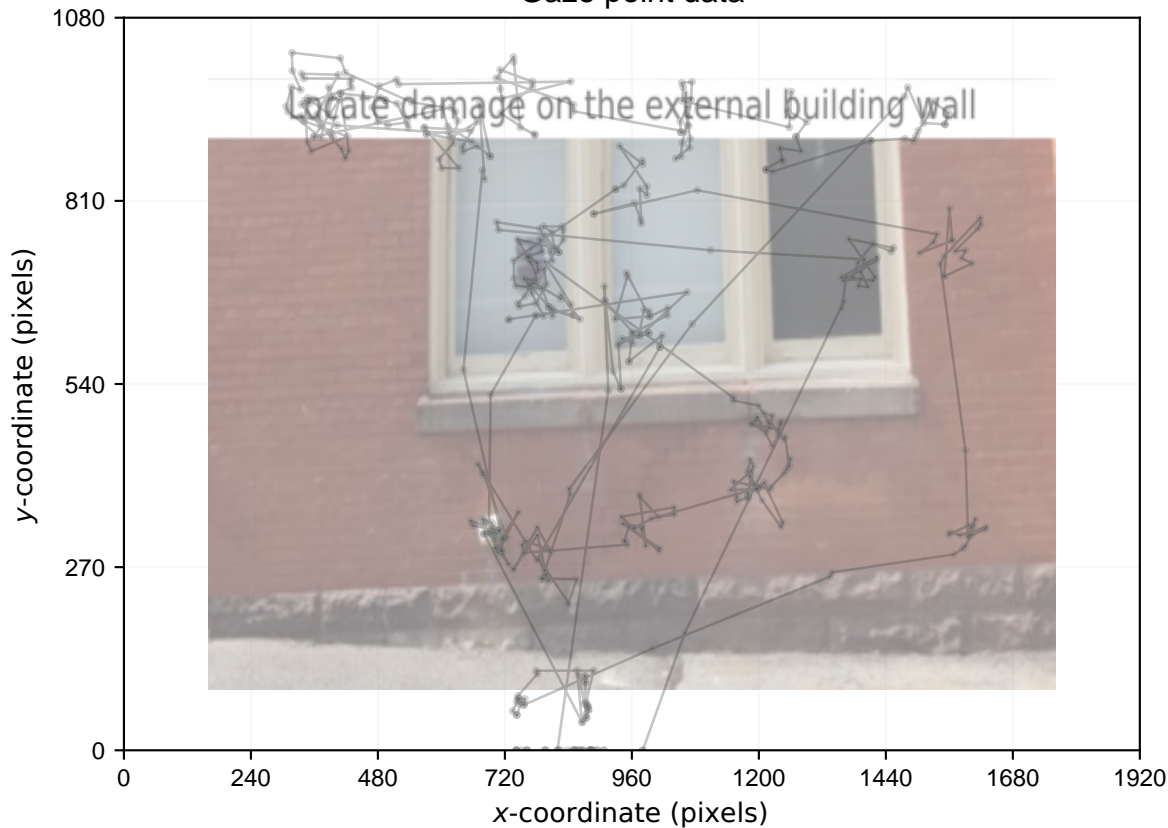 Gaze point data
1080
Locate damage on the external building wall
810
540
270
0
0 240 480 720 960 1200 1440 1680 1920
x-coordinate (pixels)
y-coordinate (pixels)